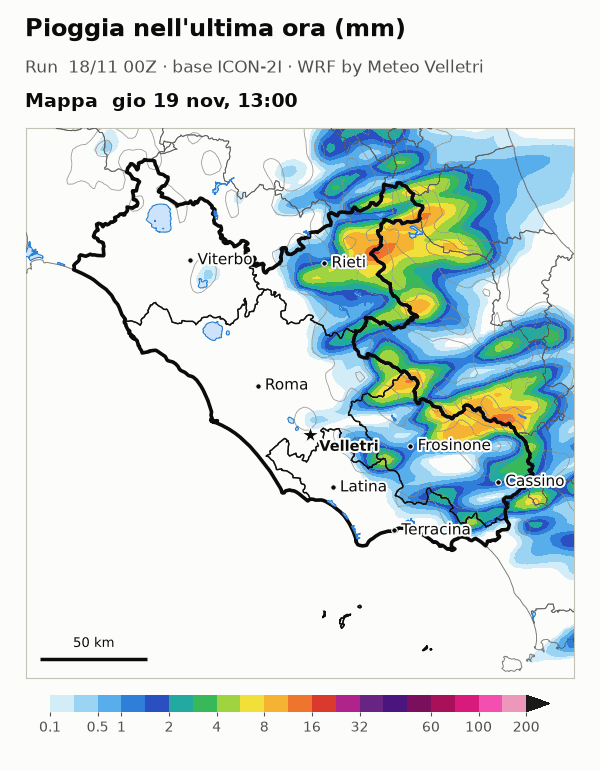 Pioggia nell'ultima ora (mm)
Run  18/11 00Z · base ICON-2I · WRF by Meteo Velletri
Mappa  gio 19 nov, 13:00
Viterbo
Rieti
Roma
Velletri
Frosinone
Latina
Cassino
Terracina
50 km
0.1 0.5 1 2 4 8 16 32 60 100 200